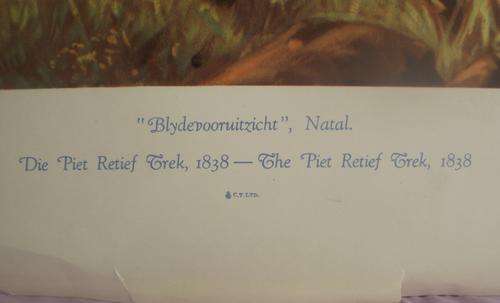 "Blydevooruitzicht", Natal.
Die Piet Retief Trek, 1838 — The Piet Retief Trek, 1838
C.T. LTD.